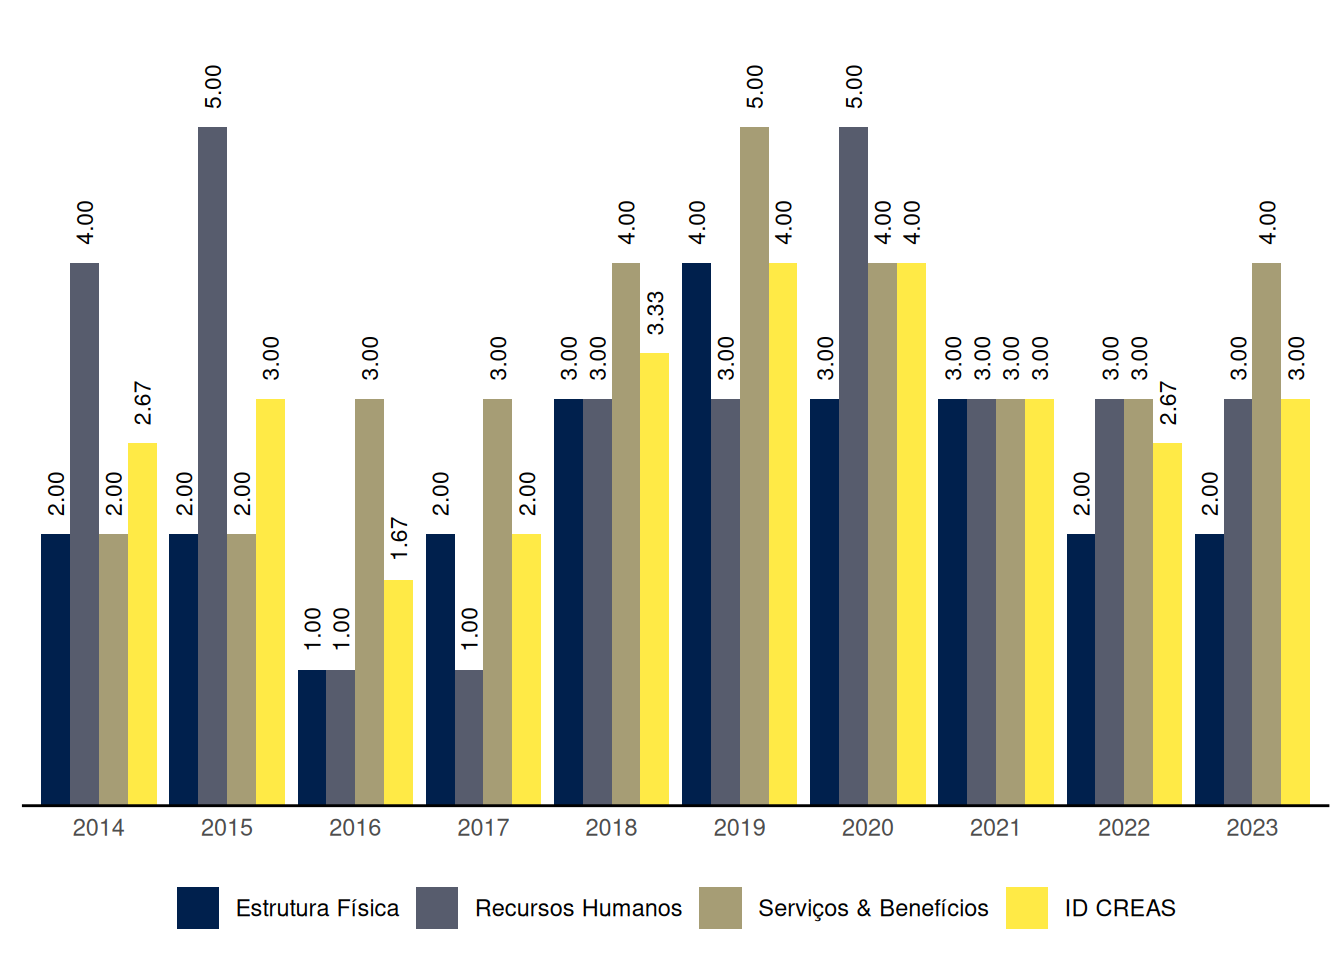 5.00 5.00 5.00
4.00 4.00 4.00 4.00 4.00 4.00 4.00
3.33
3.00 3.00 3.00 3.00 3.00 3.00 3.00 3.00 3.00 3.00 3.00 3.00 3.00 3.00 3.00 3.00
2.67 2.67
2.00 2.00 2.00 2.00 2.00 2.00 2.00 2.00
1.67
1.00 1.00 1.00
2014 2015 2016 2017 2018 2019 2020 2021 2022 2023
Estrutura Física Recursos Humanos Serviços & Benefícios ID CREAS